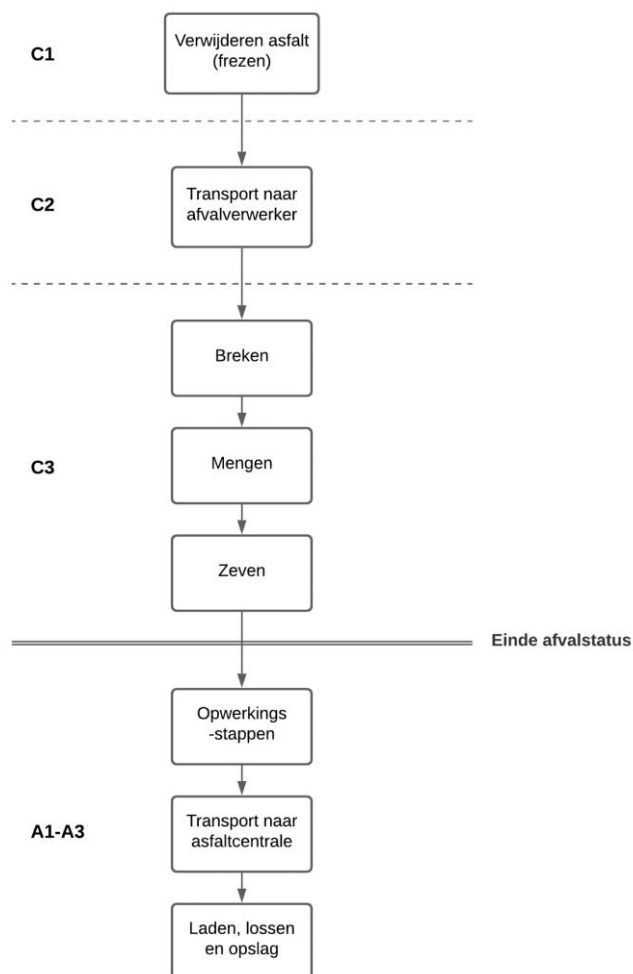 C1
Verwijderen asfalt
(frezen)
C2
Transport naar
afvalverwerker
Breken
C3
Mengen
Zeven
Einde afvalstatus
Opwerkings
-stappen
A1-A3
Transport naar
asfaltcentrale
Laden, lossen
en opslag